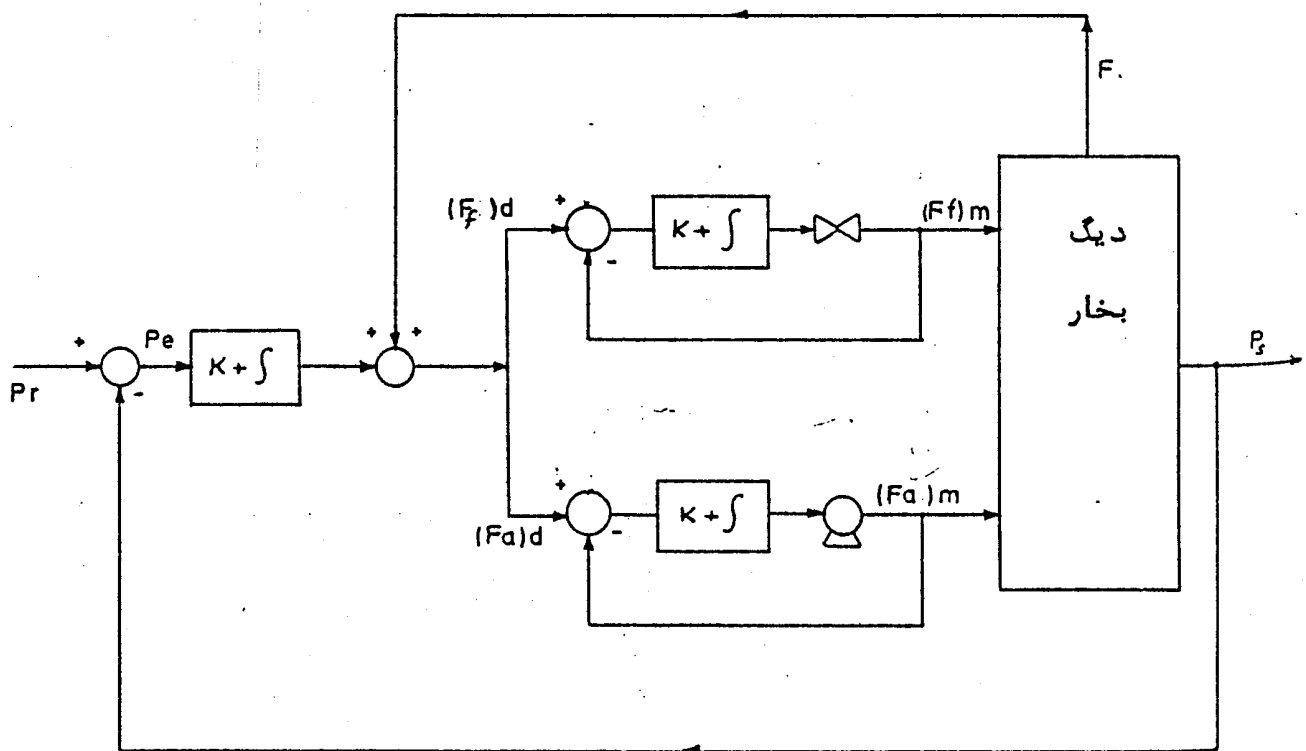 F.
(Ff)d
+
-
K+∫
(Ff)m
دیگ
بخار
+
Pr
-
Pe
K+∫
+
+
Ps
+
(Fa)d
-
K+∫
(Fa.)m